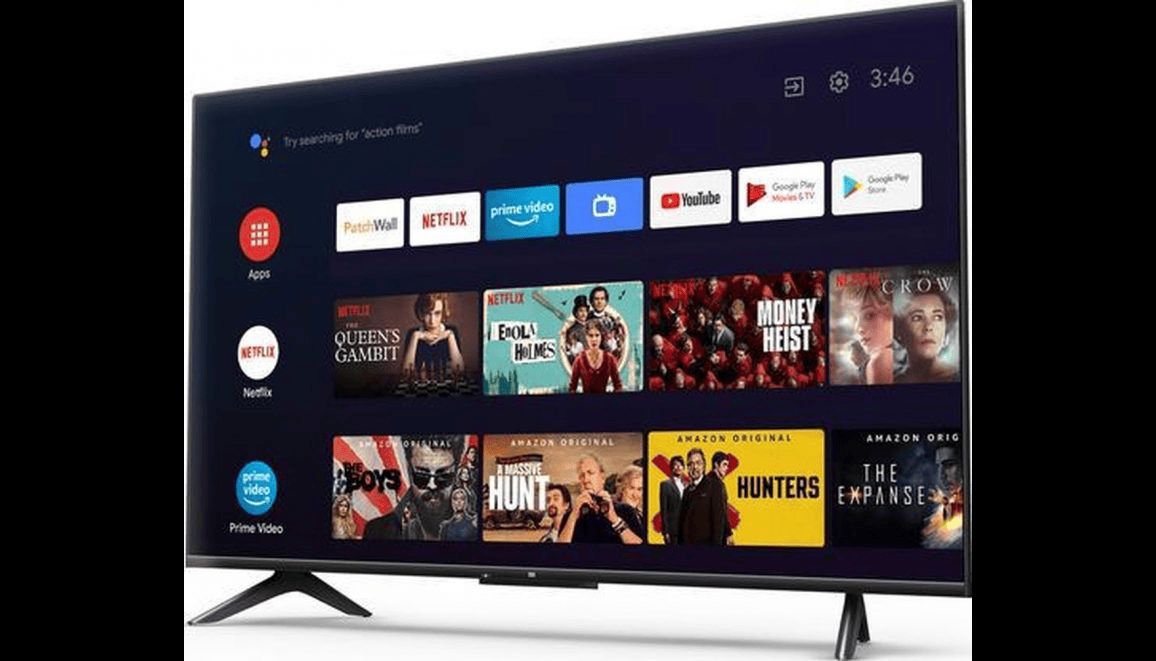 3:46
Try searching for "action films"
PatchWall
NETFLIX
prime video
YouTube
Google Play
Movies & TV
Google Play
Store
Apps
NETFLIX
THE
QUEEN'S
GAMBIT
NETFLIX
ENOLA
HOLMES
NETFLIX
MONEY
HEIST
NETFLIX
THE
CROW
NETFLIX
Netflix
AMAZON ORIGINAL
THE
BOYS
AMAZON ORIGINAL
A MASSIVE
HUNT
AMAZON ORIGINAL
HUNTERS
AMAZON ORIG
THE
EXPANSE
prime
video
Prime Video
mi